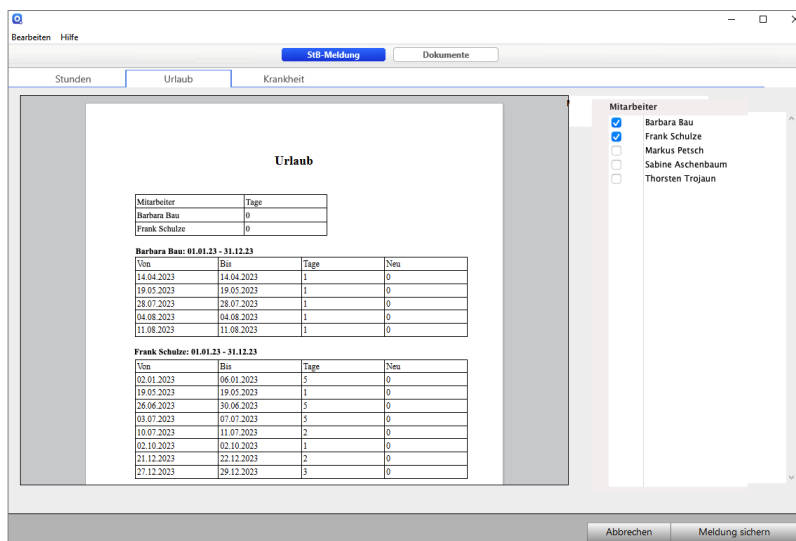 Bearbeiten Hilfe
StB-Meldung Dokumente
Stunden Urlaub Krankheit
Urlaub
Mitarbeiter Tage
Barbara Bau 0
Frank Schulze 0
Barbara Bau: 01.01.23 - 31.12.23
Von Bis Tage Neu
14.04.2023 14.04.2023 1 0
19.05.2023 19.05.2023 1 0
28.07.2023 28.07.2023 1 0
04.08.2023 04.08.2023 1 0
11.08.2023 11.08.2023 1 0
Frank Schulze: 01.01.23 - 31.12.23
Von Bis Tage Neu
02.01.2023 06.01.2023 5 0
19.05.2023 19.05.2023 1 0
26.06.2023 30.06.2023 5 0
03.07.2023 07.07.2023 5 0
10.07.2023 11.07.2023 2 0
02.10.2023 02.10.2023 1 0
21.12.2023 22.12.2023 2 0
27.12.2023 29.12.2023 3 0
Mitarbeiter
Barbara Bau
Frank Schulze
Markus Petsch
Sabine Aschenbaum
Thorsten Trojaun
Abbrechen Meldung sichern